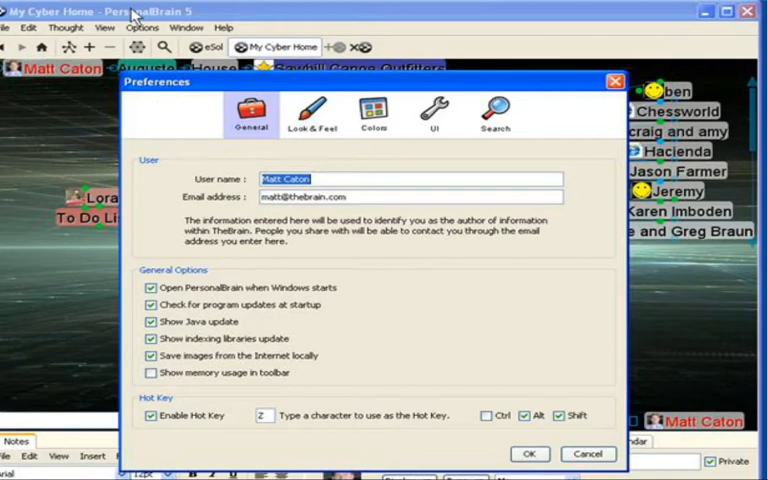 My Cyber Home - PersonalBrain 5
File Edit Thought View Options Window Help
eSol My Cyber Home
Matt Caton Auguste House Sawhill Canoe Outfitters
Preferences
General Look & Feel Colors UI Search
User
User name : Matt Caton
Email address : matt@thebrain.com
The information entered here will be used to identify you as the author of information
within TheBrain. People you share with will be able to contact you through the email
address you enter here.
General Options
Open PersonalBrain when Windows starts
Check for program updates at startup
Show Java update
Show indexing libraries update
Save images from the Internet locally
Show memory usage in toolbar
Hot Key
Enable Hot Key Z Type a character to use as the Hot Key. Ctrl Alt Shift
OK Cancel
Lora
To Do Li
ben
Chessworld
craig and amy
Hacienda
Jason Farmer
Jeremy
Karen Imboden
e and Greg Braun
Matt Caton
Notes
File Edit View Insert
Arial 12pt B I U
dar
Private